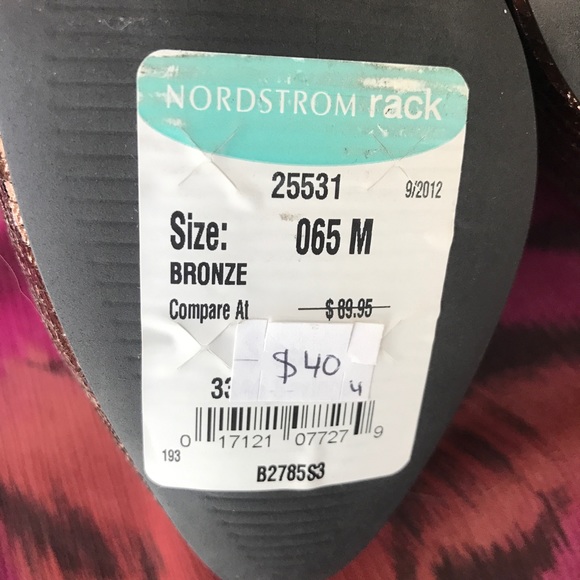 NORDSTROM rack
25531 9/2012
Size: 065 M
BRONZE
Compare At $ 89.95
$40
4
0 17121 07727 9
193
B2785S3